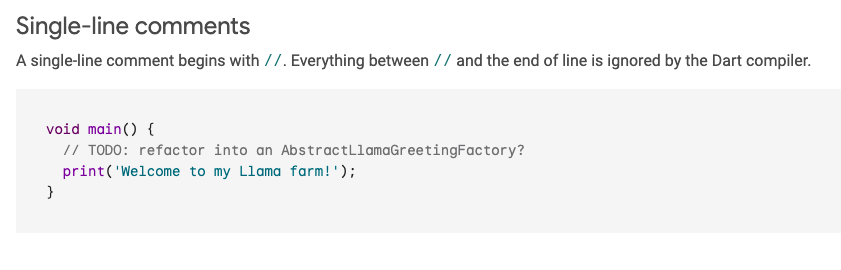 Single-line comments
A single-line comment begins with //. Everything between // and the end of line is ignored by the Dart compiler.
void main() {
  // TODO: refactor into an AbstractLlamaGreetingFactory?
  print('Welcome to my Llama farm!');
}